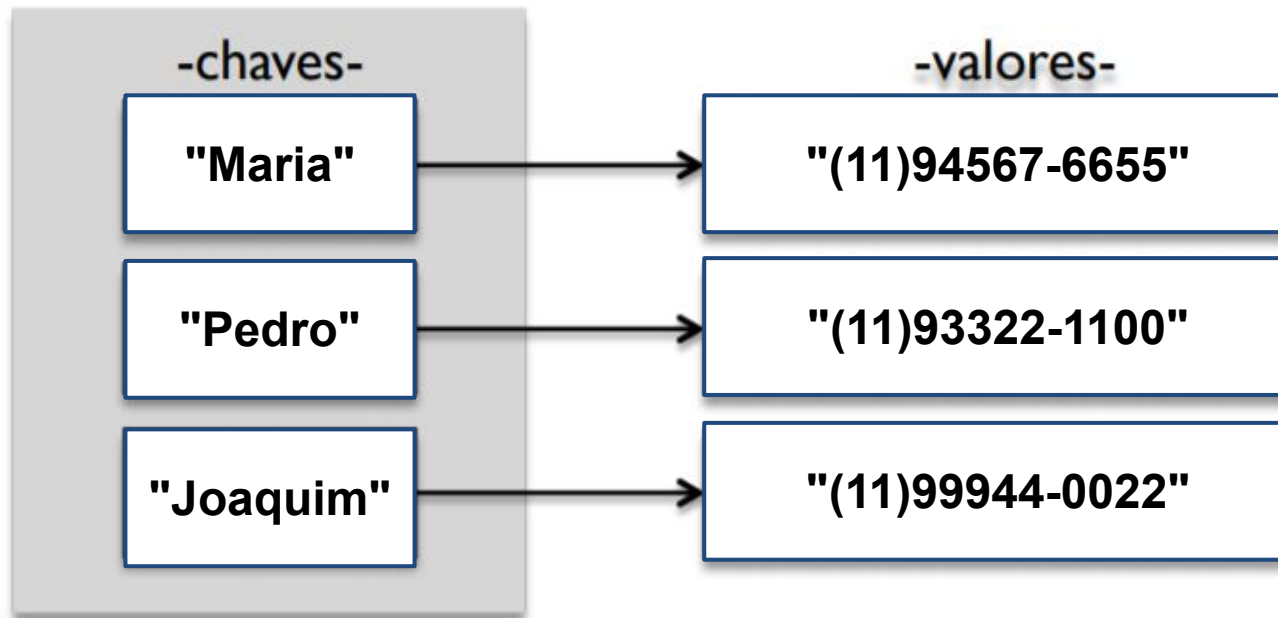 -chaves-
-valores-
"Maria"
"(11)94567-6655"
"Pedro"
"(11)93322-1100"
"Joaquim"
"(11)99944-0022"